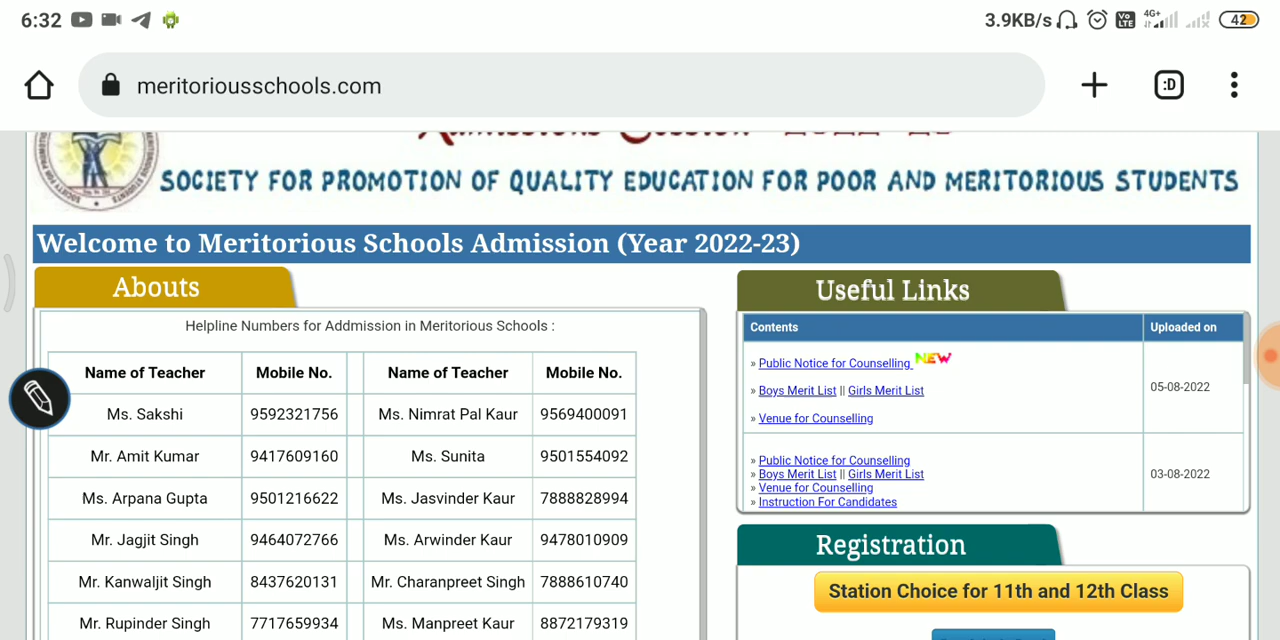 6:32 3.9KB/s Vo LTE 4G+ 42
meritoriousschools.com :D
SOCIETY FOR PROMOTION OF QUALITY EDUCATION FOR POOR AND MERITORIOUS STUDENTS
Welcome to Meritorious Schools Admission (Year 2022-23)
Abouts
Helpline Numbers for Addmission in Meritorious Schools :
Name of Teacher Mobile No. Name of Teacher Mobile No.
Ms. Sakshi 9592321756 Ms. Nimrat Pal Kaur 9569400091
Mr. Amit Kumar 9417609160 Ms. Sunita 9501554092
Ms. Arpana Gupta 9501216622 Ms. Jasvinder Kaur 7888828994
Mr. Jagjit Singh 9464072766 Ms. Arwinder Kaur 9478010909
Mr. Kanwaljit Singh 8437620131 Mr. Charanpreet Singh 7888610740
Mr. Rupinder Singh 7717659934 Ms. Manpreet Kaur 8872179319
Useful Links
Contents Uploaded on
» Public Notice for Counselling NEW
» Boys Merit List || Girls Merit List 05-08-2022
» Venue for Counselling
» Public Notice for Counselling
» Boys Merit List || Girls Merit List 03-08-2022
» Venue for Counselling
» Instruction For Candidates
Registration
Station Choice for 11th and 12th Class